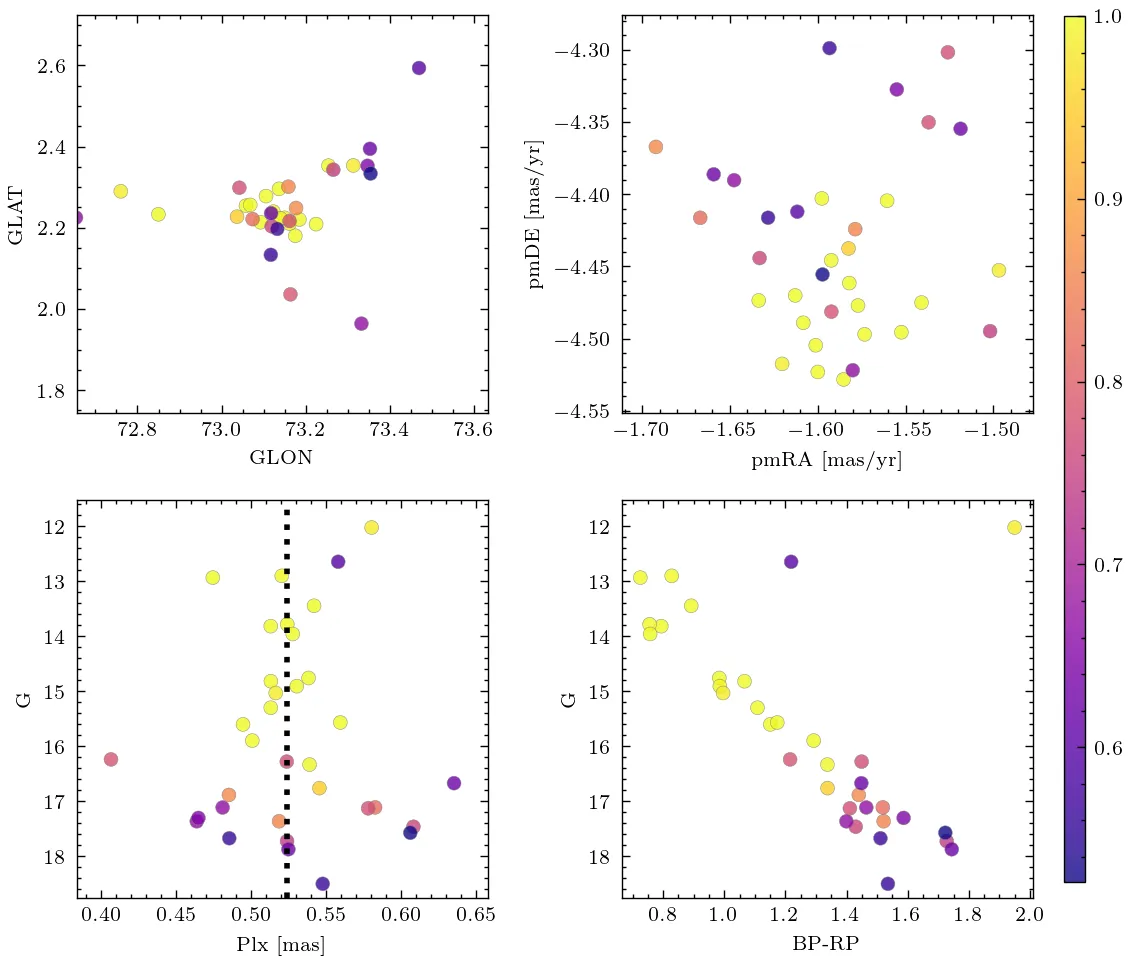 2.6
2.4
2.2
2.0
1.8
GLAT
72.8 73.0 73.2 73.4 73.6
GLON
−4.30
−4.35
−4.40
−4.45
−4.50
−4.55
pmDE [mas/yr]
−1.70 −1.65 −1.60 −1.55 −1.50
pmRA [mas/yr]
1.0
0.9
0.8
0.7
0.6
12
13
14
15
16
17
18
G
0.40 0.45 0.50 0.55 0.60 0.65
Plx [mas]
12
13
14
15
16
17
18
G
0.8 1.0 1.2 1.4 1.6 1.8 2.0
BP-RP